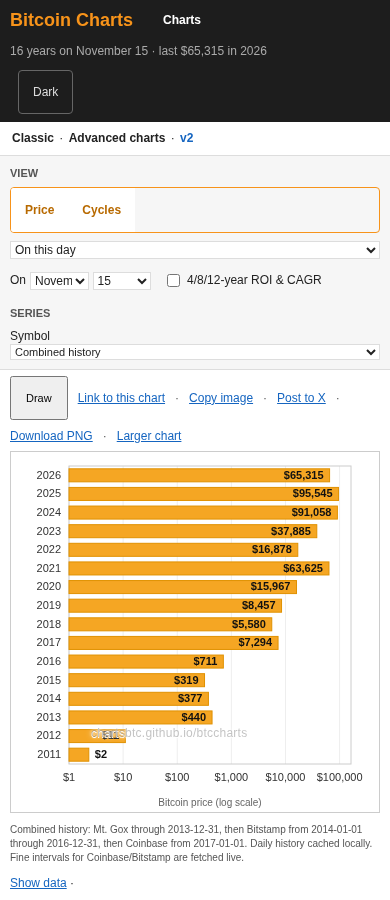 Bitcoin Charts Charts
16 years on November 15 · last $65,315 in 2026
Dark
Classic · Advanced charts · v2
VIEW
Price Cycles
On this day
On Novem 15 4/8/12-year ROI & CAGR
SERIES
Symbol
Combined history
Draw Link to this chart · Copy image · Post to X ·
Download PNG · Larger chart
2026 $65,315
2025 $95,545
2024 $91,058
2023 $37,885
2022 $16,878
2021 $63,625
2020 $15,967
2019 $8,457
2018 $5,580
2017 $7,294
2016 $711
2015 $319
2014 $377
2013 $440
2012 btc.github.io/btccharts
2011 $2
$1 $10 $100 $1,000 $10,000 $100,000
Bitcoin price (log scale)
Combined history: Mt. Gox through 2013-12-31, then Bitstamp from 2014-01-01
through 2016-12-31, then Coinbase from 2017-01-01. Daily history cached locally.
Fine intervals for Coinbase/Bitstamp are fetched live.
Show data ·